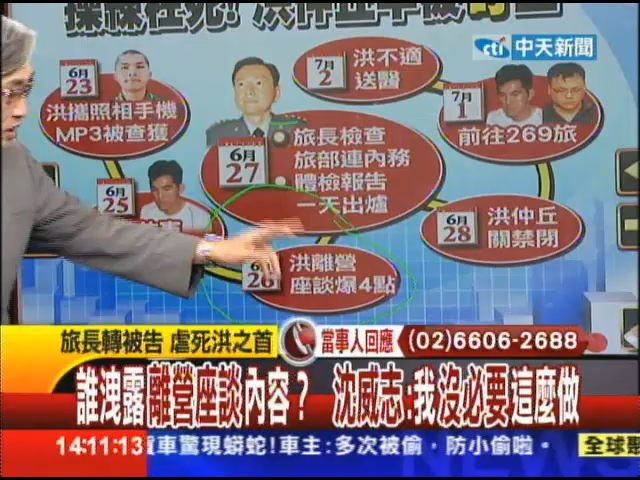 操練柱死! 洪
cti 中天新聞
6月
23
洪攜照相手機
MP3被查獲
6月
27
旅長檢查
旅部連內務
體檢報告
一天出爐
7月
2
洪不適
送醫
7月
1
前往269旅
6月
25
6月
28
洪仲丘
關禁閉
洪離營
座談爆4點
旅長轉被告 虐死洪之首
當事人回應 (02)6606-2688
誰洩露離營座談內容? 沈威志:我沒必要這麼做
14:11:13
車驚現蟒蛇!車主:多次被偷，防小偷啦。
全球